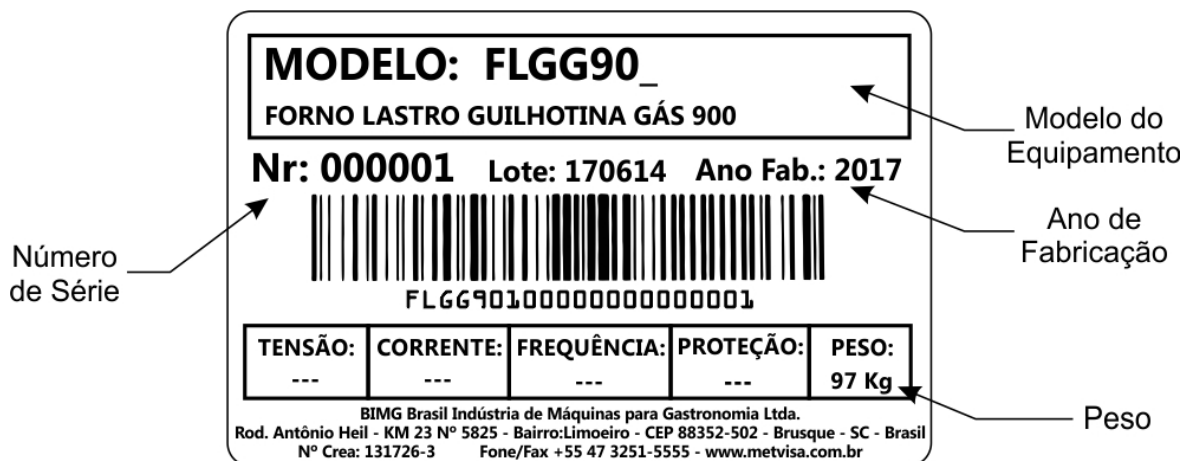 MODELO: FLGG90_
FORNO LASTRO GUILHOTINA GÁS 900
Modelo do
Equipamento
Nr: 000001 Lote: 170614 Ano Fab.: 2017
Ano de
Fabricação
Número
de Série
FLGG90100000000000001
TENSÃO: CORRENTE: FREQUÊNCIA: PROTEÇÃO: PESO:
--- --- --- --- 97 Kg
Peso
BIMG Brasil Indústria de Máquinas para Gastronomia Ltda.
Rod. Antônio Heil - KM 23 Nº 5825 - Bairro:Limoeiro - CEP 88352-502 - Brusque - SC - Brasil
Nº Crea: 131726-3 Fone/Fax +55 47 3251-5555 - www.metvisa.com.br